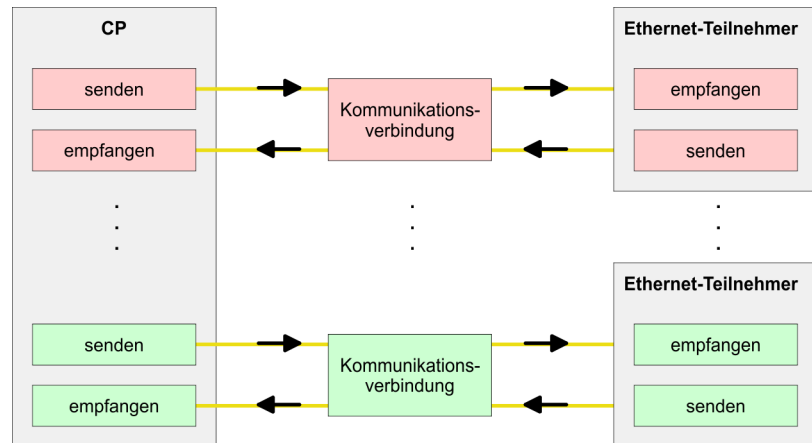 CP
Ethernet-Teilnehmer
senden
Kommunikations-
verbindung
empfangen
empfangen
senden
Ethernet-Teilnehmer
senden
Kommunikations-
verbindung
empfangen
empfangen
senden